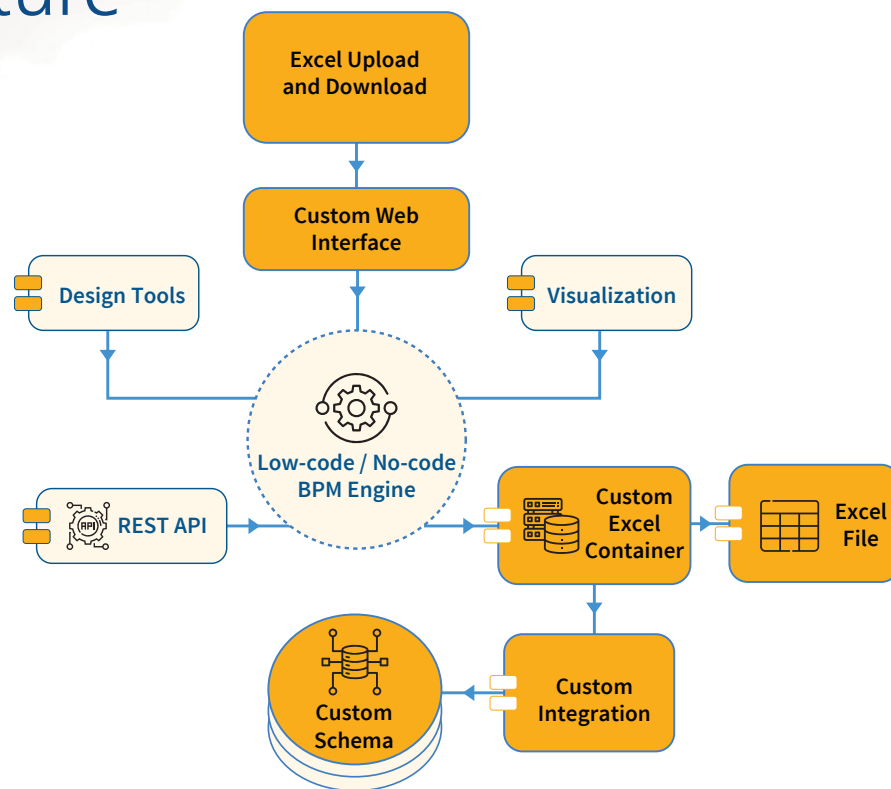 Excel Upload
and Download
Custom Web
Interface
Design Tools
Visualization
Low-code / No-code
BPM Engine
API
REST API
Custom
Excel
Container
Excel
File
Custom
Schema
Custom
Integration